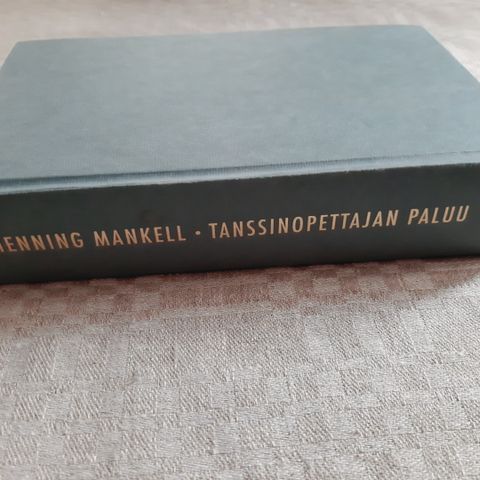 HENNING MANKELL • TANSSINOPETTAJAN PALUU